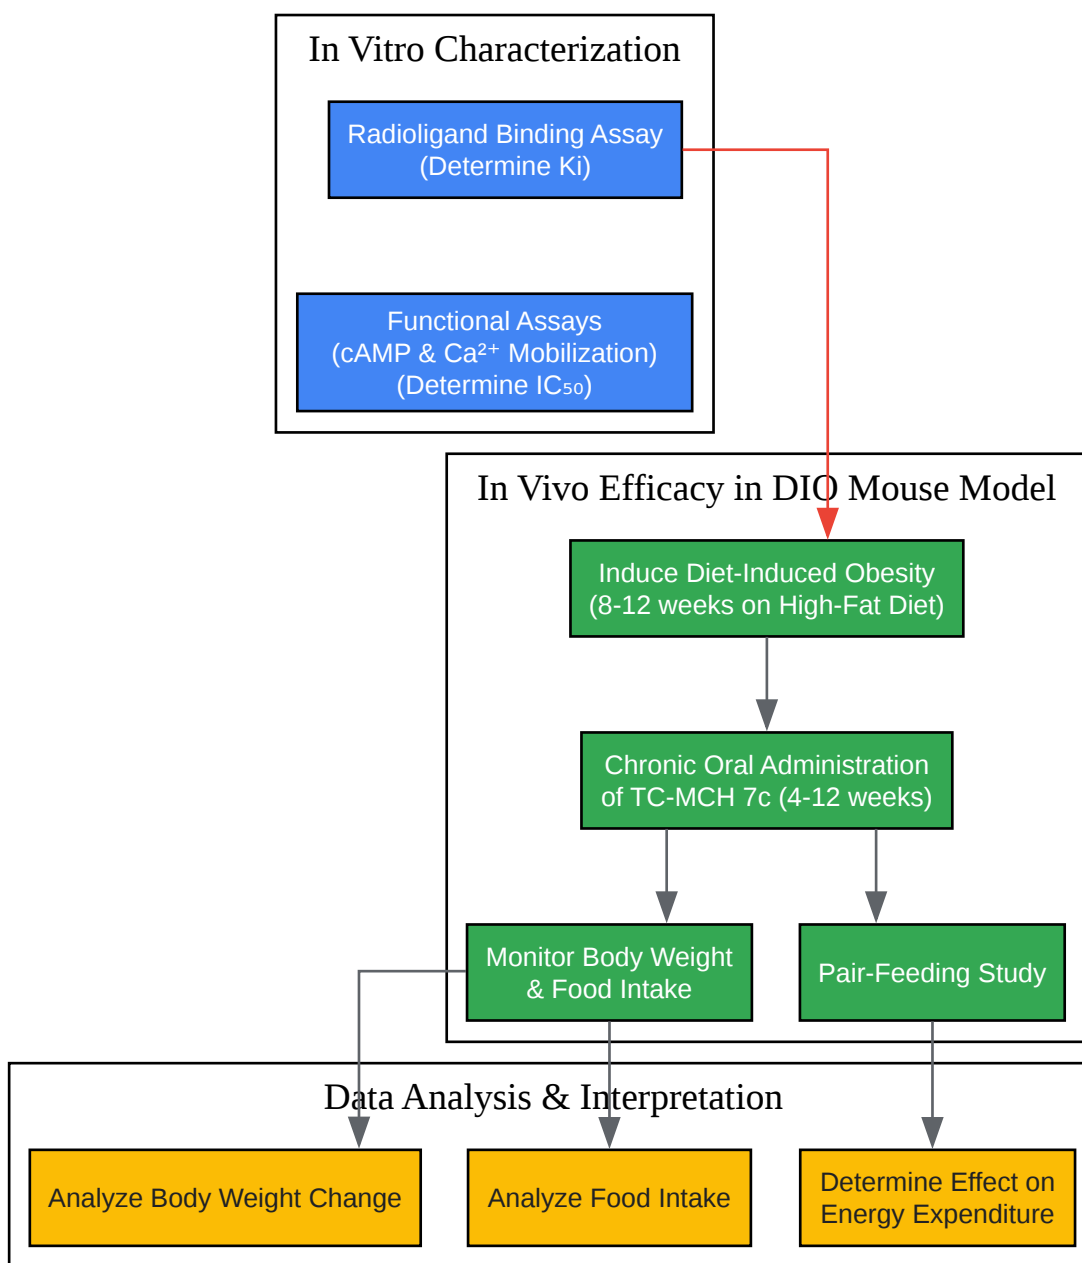 In Vitro Characterization
Radioligand Binding Assay
(Determine Ki)
Functional Assays
(cAMP & Ca²⁺ Mobilization)
(Determine IC₅₀)
In Vivo Efficacy in DIO Mouse Model
Induce Diet-Induced Obesity
(8-12 weeks on High-Fat Diet)
Chronic Oral Administration
of TC-MCH 7c (4-12 weeks)
Monitor Body Weight
& Food Intake
Pair-Feeding Study
Data Analysis & Interpretation
Analyze Body Weight Change
Analyze Food Intake
Determine Effect on
Energy Expenditure